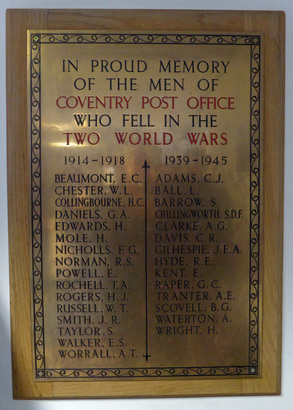 IN PROUD MEMORY
OF THE MEN OF
COVENTRY POST OFFICE
WHO FELL IN THE
TWO WORLD WARS
1914-1918
BEAUMONT, E.C.
CHESTER, W.L.
COLLINGBOURNE, H.C.
DANIELS, G.A.
EDWARDS, H.
MOLE, H.
NICHOLLS, F.G.
NORMAN, R.S.
POWELL, E.
ROCHELL, T.A.
ROGERS, H.J.
RUSSELL, W.T.
SMITH, J.R.
TAYLOR, S.
WALKER, E.S.
WORRALL, A.T.
1939-1945
ADAMS, C.J.
BALL, L.
BARROW, S.
CHILLINGWORTH, S.D.F.
CLARKE, A.G.
DAVIS, C.R.
GILHESPIE, J.E.A.
HYDE, R.E.
KENT, E.
RAPER, G.C.
TRANTER, A.E.
SCOVELL, B.G.
WATERTON, A.
WRIGHT, H.